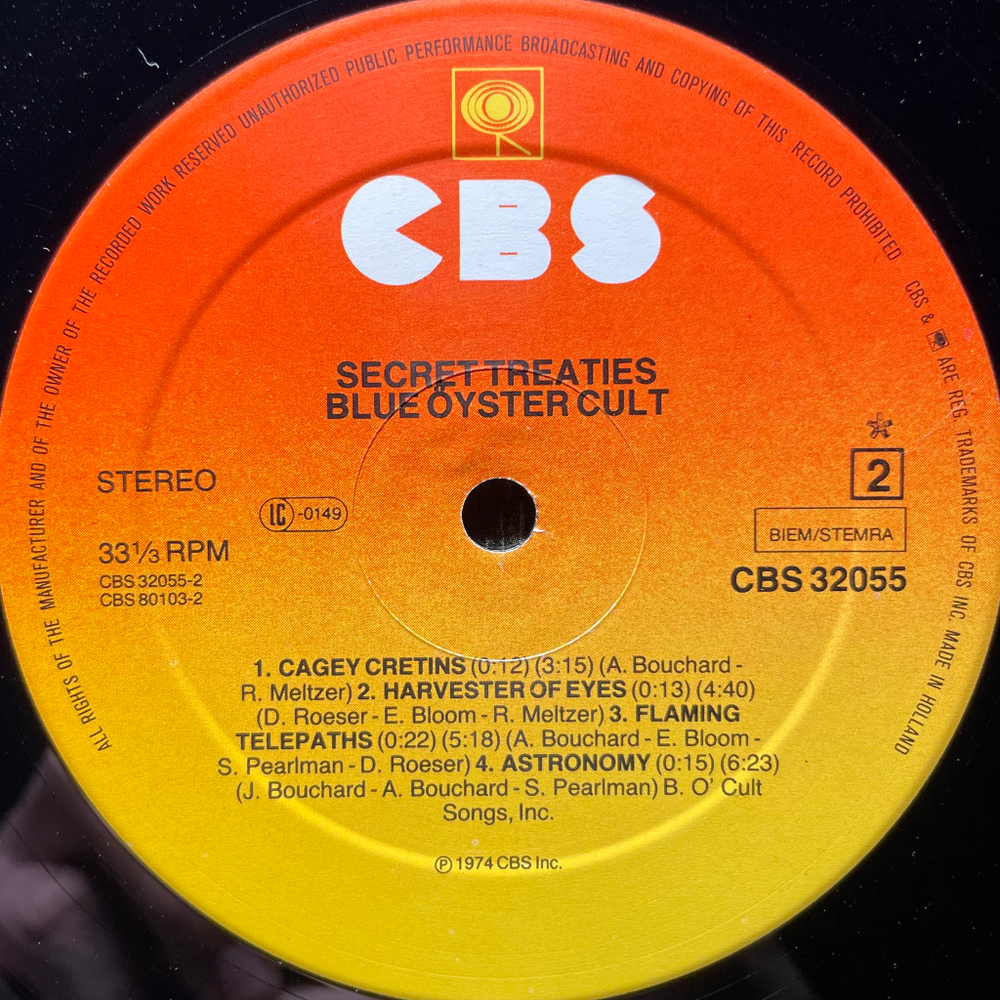 ALL RIGHTS OF THE MANUFACTURER AND OF THE OWNER OF THE RECORDED WORK RESERVED UNAUTHORIZED PUBLIC PERFORMANCE BROADCASTING AND COPYING OF THIS RECORD PROHIBITED CBS & ARE REG. TRADEMARKS OF CBS INC. MADE IN HOLLAND
CBS
SECRET TREATIES
BLUE ÖYSTER CULT
STEREO
LC -0149
33⅓ RPM
CBS 32055-2
CBS 80103-2
*
2
BIEM/STEMRA
CBS 32055
1. CAGEY CRETINS (0:12) (3:15) (A. Bouchard -
R. Meltzer) 2. HARVESTER OF EYES (0:13) (4:40)
(D. Roeser - E. Bloom - R. Meltzer) 3. FLAMING
TELEPATHS (0:22) (5:18) (A. Bouchard - E. Bloom -
S. Pearlman - D. Roeser) 4. ASTRONOMY (0:15) (6:23)
(J. Bouchard - A. Bouchard - S. Pearlman) B. O' Cult
Songs, Inc.
℗ 1974 CBS Inc.